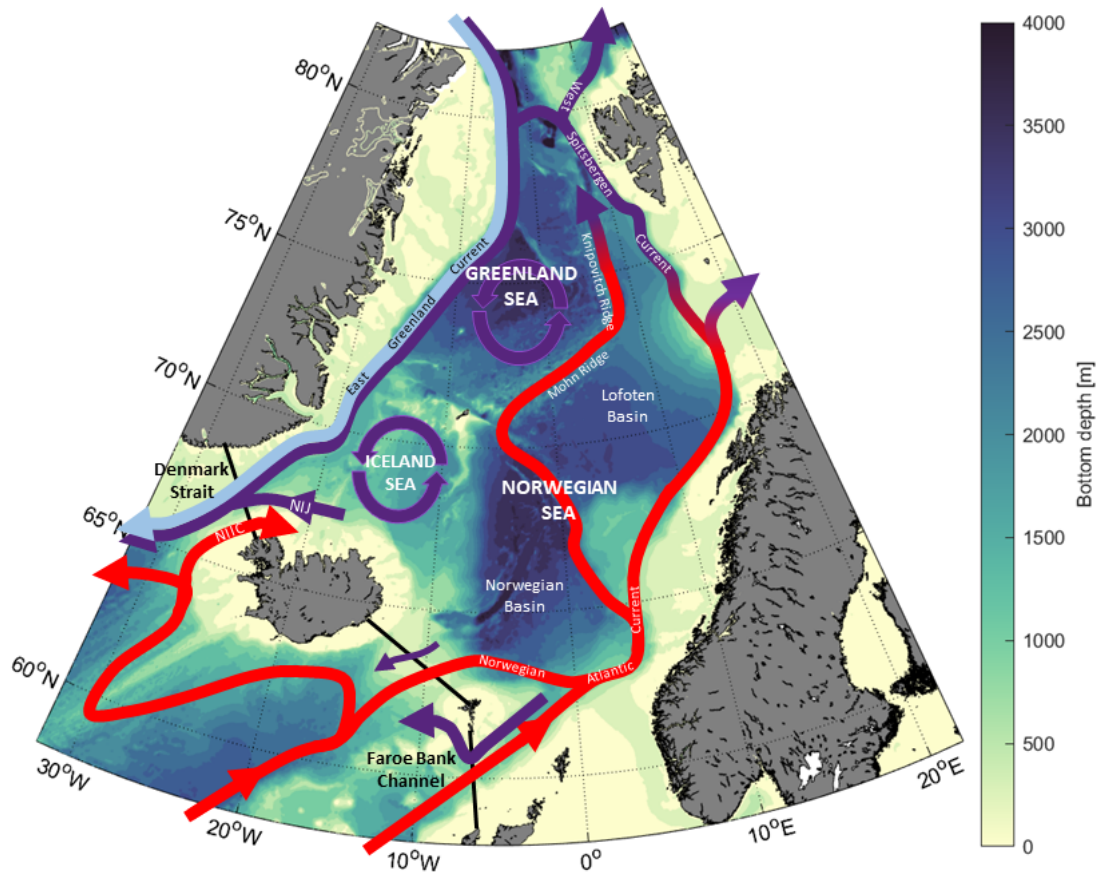 80°N
75°N
70°N
65°N
60°N
30°W
20°W
10°W
0°
10°E
20°E
West
Spitsbergen
Current
East
Greenland
Current
GREENLAND
SEA
Knipovitch Ridge
Mohn Ridge
Lofoten
Basin
ICELAND
SEA
Denmark
Strait
NIJ
NIIC
NORWEGIAN
SEA
Norwegian
Basin
Norwegian
Atlantic
Current
Faroe Bank
Channel
4000
3500
3000
2500
2000
1500
1000
500
0
Bottom depth [m]